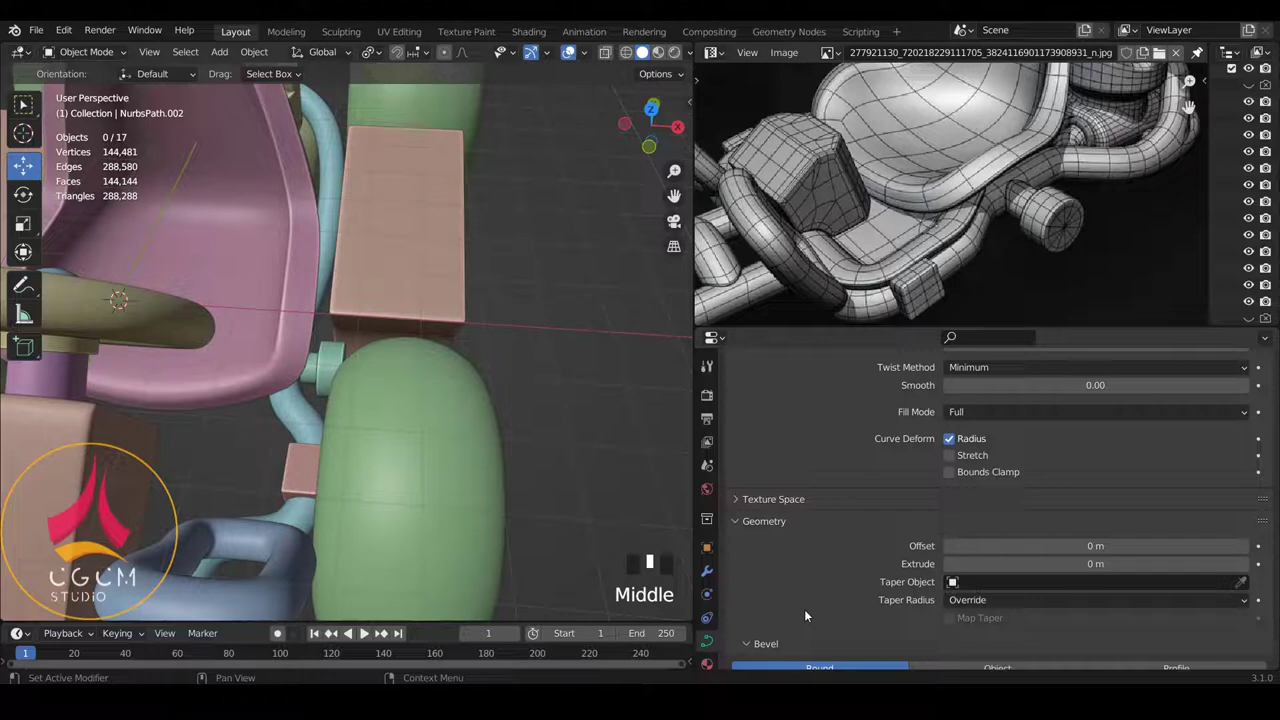 File Edit Render Window Help Layout Modeling Sculpting UV Editing Texture Paint Shading Animation Rendering Compositing Geometry Nodes Scripting Scene ViewLayer
Object Mode View Select Add Object Global View Image 277921130_720218229111705_3824116901173908931_n.jpg
Orientation: Default Drag: Select Box Options
User Perspective
(1) Collection | NurbsPath.002
Objects 0 / 17
Vertices 144,481
Edges 288,580
Faces 144,144
Triangles 288,288
Z
X
Twist Method Minimum
Smooth 0.00
Fill Mode Full
Curve Deform Radius
Stretch
Bounds Clamp
Texture Space
Geometry
Offset 0 m
Extrude 0 m
Taper Object
Taper Radius Override
Map Taper
Bevel
Round Object Profile
Middle
CGCM
STUDIO
Playback Keying View Marker 1 Start 1 End 250
1 20 40 60 80 100 120 140 160 180 200 220 240
Set Active Modifier Pan View Context Menu 3.1.0